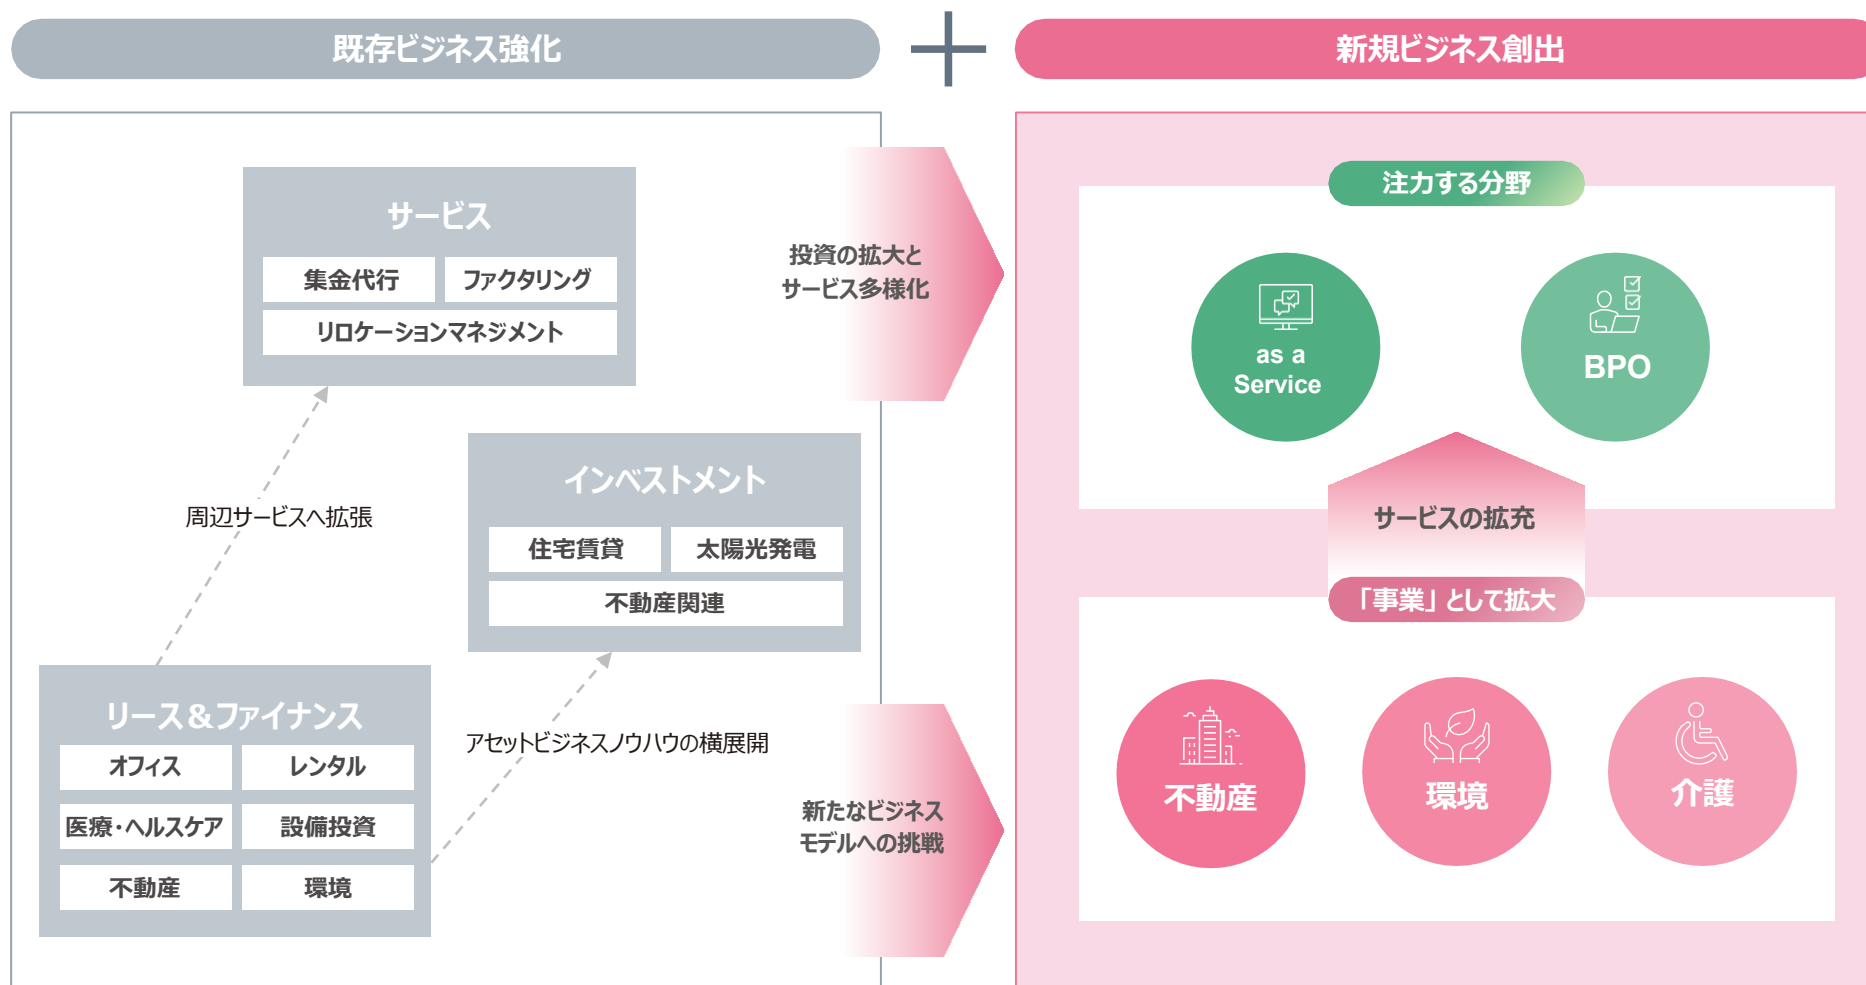 既存ビジネス強化
新規ビジネス創出
サービス
集金代行
ファクタリング
リロケーションマネジメント
周辺サービスへ拡張
インベストメント
住宅賃貸
太陽光発電
不動産関連
リース&ファイナンス
オフィス
レンタル
医療・ヘルスケア
設備投資
不動産
環境
アセットビジネスノウハウの横展開
投資の拡大と
サービス多様化
新たなビジネス
モデルへの挑戦
注力する分野
as a
Service
BPO
サービスの拡充
「事業」として拡大
不動産
環境
介護